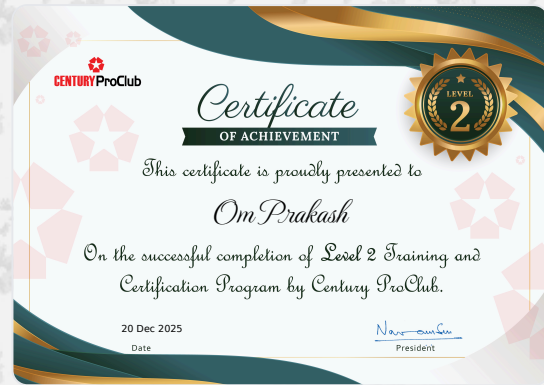 CENTURY ProClub
LEVEL
2
Certificate
OF ACHIEVEMENT
This certificate is proudly presented to
Om Prakash
On the successful completion of Level 2 Training and
Certification Program by Century ProClub.
20 Dec 2025
Date
President